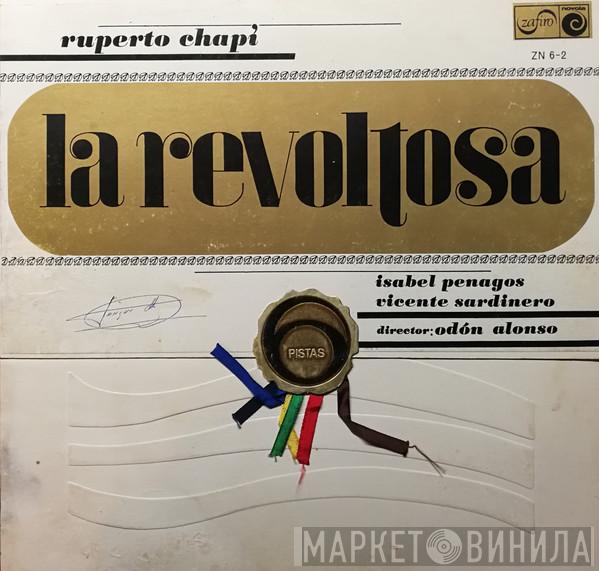 ruperto chapí
zafiro
novola
ZN 6-2
la revoltosa
isabel penagos
vicente sardinero
director: odón alonso
6
PISTAS
МАРКЕТ ВИНИЛА